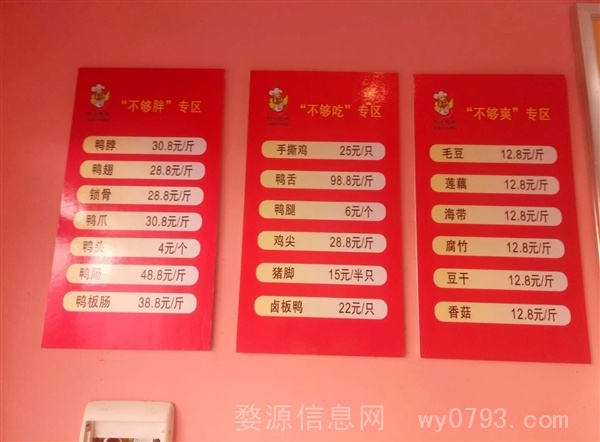 “不够胖”专区
鸭脖 30.8元/斤
鸭翅 28.8元/斤
锁骨 28.8元/斤
鸭爪 30.8元/斤
鸭头 4元/个
鸭肠 48.8元/斤
鸭板肠 38.8元/斤
“不够吃”专区
手撕鸡 25元/只
鸭舌 98.8元/斤
鸭腿 6元/个
鸡尖 28.8元/斤
猪脚 15元/半只
卤板鸭 22元/只
“不够爽”专区
毛豆 12.8元/斤
莲藕 12.8元/斤
海带 12.8元/斤
腐竹 12.8元/斤
豆干 12.8元/斤
香菇 12.8元/斤
婺源信息网 wy0793.com